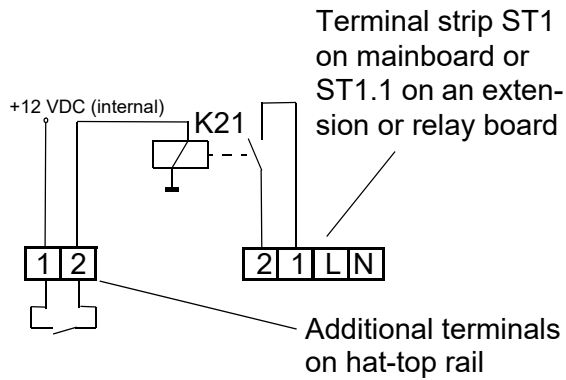 Terminal strip ST1
on mainboard or
ST1.1 on an exten-
sion or relay board
+12 VDC (internal)
K21
1 2
2 1 L N
Additional terminals
on hat-top rail